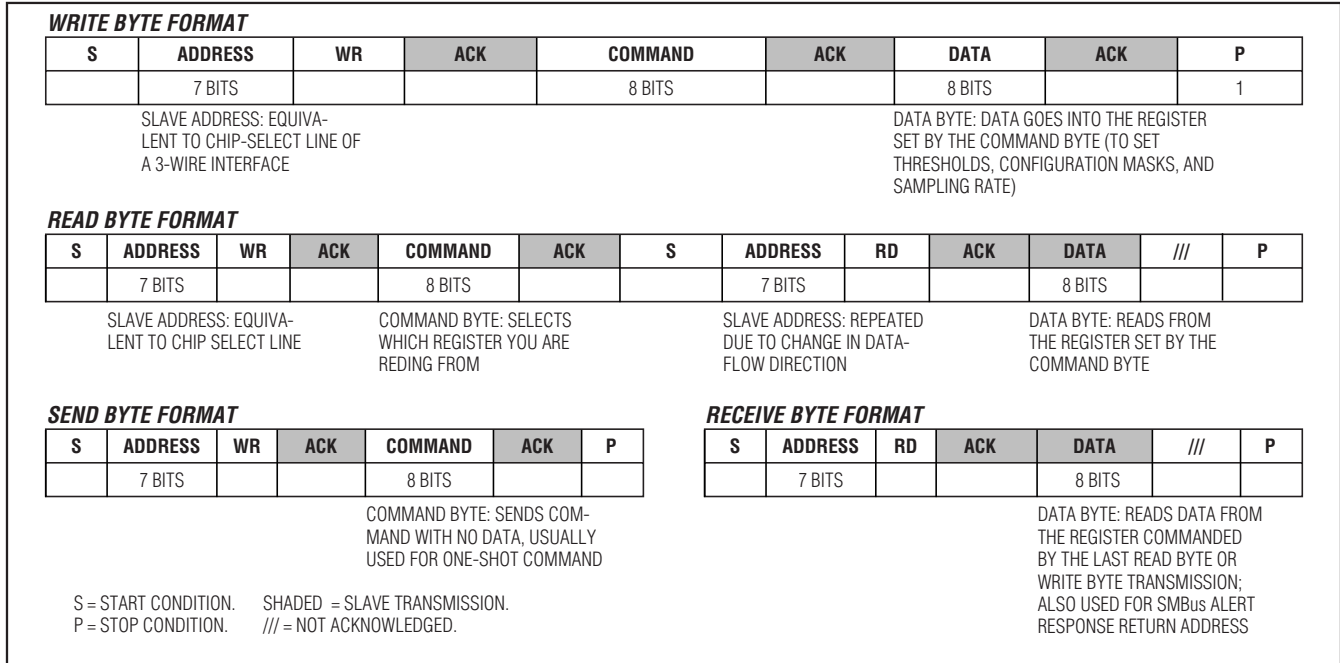 WRITE BYTE FORMAT
S ADDRESS WR ACK COMMAND ACK DATA ACK P
7 BITS 8 BITS 8 BITS 1
SLAVE ADDRESS: EQUIVA-
LENT TO CHIP-SELECT LINE OF
A 3-WIRE INTERFACE
DATA BYTE: DATA GOES INTO THE REGISTER
SET BY THE COMMAND BYTE (TO SET
THRESHOLDS, CONFIGURATION MASKS, AND
SAMPLING RATE)
READ BYTE FORMAT
S ADDRESS WR ACK COMMAND ACK S ADDRESS RD ACK DATA /// P
7 BITS 8 BITS 7 BITS 8 BITS
SLAVE ADDRESS: EQUIVA-
LENT TO CHIP SELECT LINE
COMMAND BYTE: SELECTS
WHICH REGISTER YOU ARE
REDING FROM
SLAVE ADDRESS: REPEATED
DUE TO CHANGE IN DATA-
FLOW DIRECTION
DATA BYTE: READS FROM
THE REGISTER SET BY THE
COMMAND BYTE
SEND BYTE FORMAT
S ADDRESS WR ACK COMMAND ACK P
7 BITS 8 BITS
COMMAND BYTE: SENDS COM-
MAND WITH NO DATA, USUALLY
USED FOR ONE-SHOT COMMAND
RECEIVE BYTE FORMAT
S ADDRESS RD ACK DATA /// P
7 BITS 8 BITS
DATA BYTE: READS DATA FROM
THE REGISTER COMMANDED
BY THE LAST READ BYTE OR
WRITE BYTE TRANSMISSION;
ALSO USED FOR SMBus ALERT
RESPONSE RETURN ADDRESS
S = START CONDITION. SHADED = SLAVE TRANSMISSION.
P = STOP CONDITION. /// = NOT ACKNOWLEDGED.